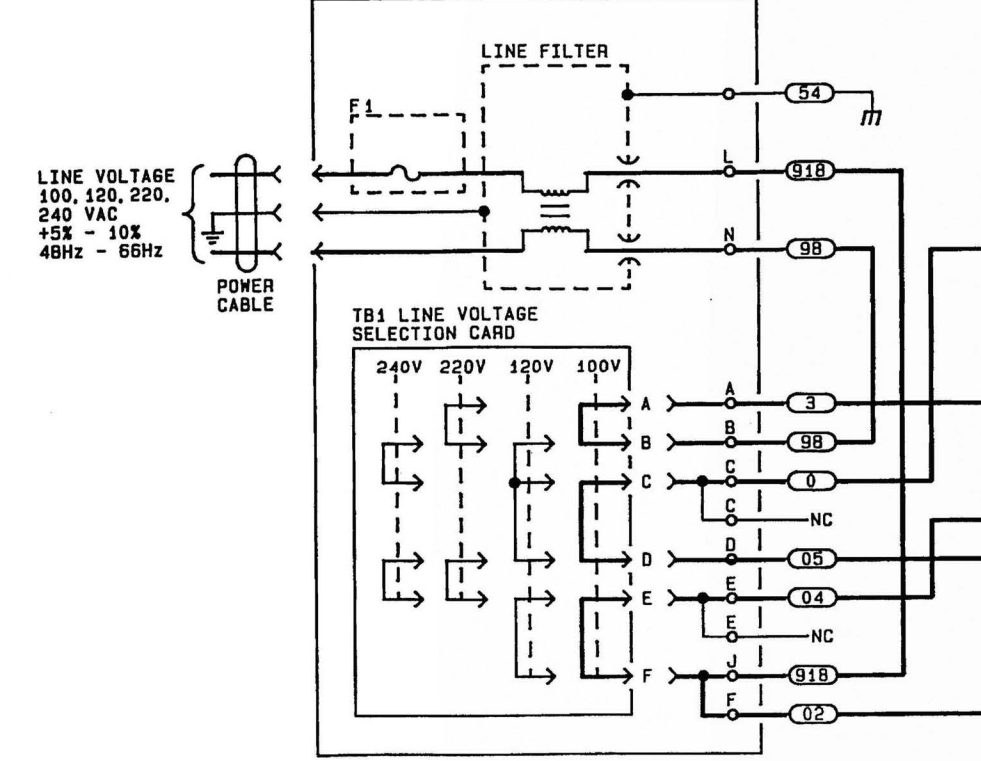 LINE FILTER
F1
54
L
918
LINE VOLTAGE
100, 120, 220,
240 VAC
+5% - 10%
48Hz - 66Hz
N
98
POWER
CABLE
TB1 LINE VOLTAGE
SELECTION CARD
240V 220V 120V 100V
A A 3
B B 98
C C 0
C NC
D D 05
E E 04
E NC
F J 918
F 02